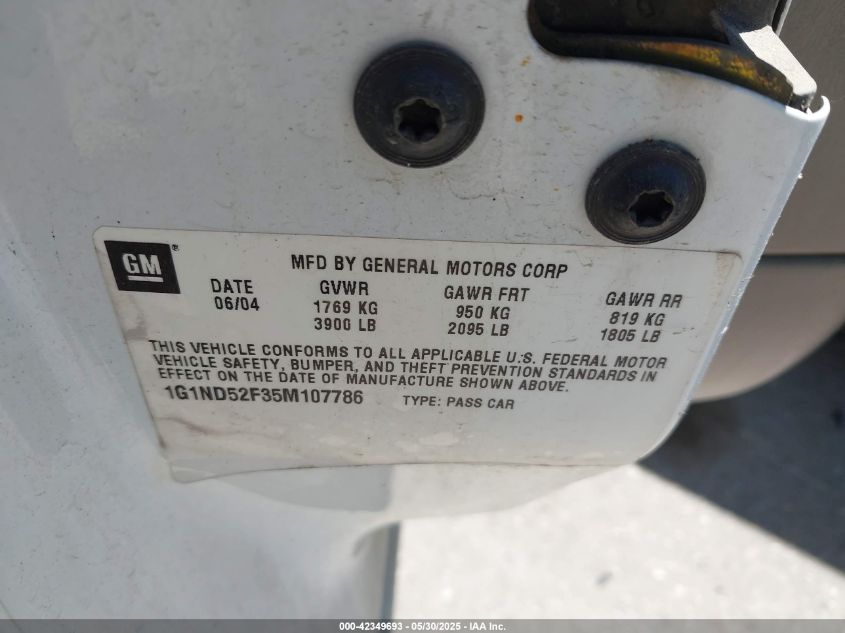 GM®
MFD BY GENERAL MOTORS CORP
DATE GVWR GAWR FRT GAWR RR
06/04 1769 KG 950 KG 819 KG
3900 LB 2095 LB 1805 LB
THIS VEHICLE CONFORMS TO ALL APPLICABLE U.S. FEDERAL MOTOR
VEHICLE SAFETY, BUMPER, AND THEFT PREVENTION STANDARDS IN
EFFECT ON THE DATE OF MANUFACTURE SHOWN ABOVE.
1G1ND52F35M107786 TYPE: PASS CAR
000-42349693 - 05/30/2025 - IAA Inc.